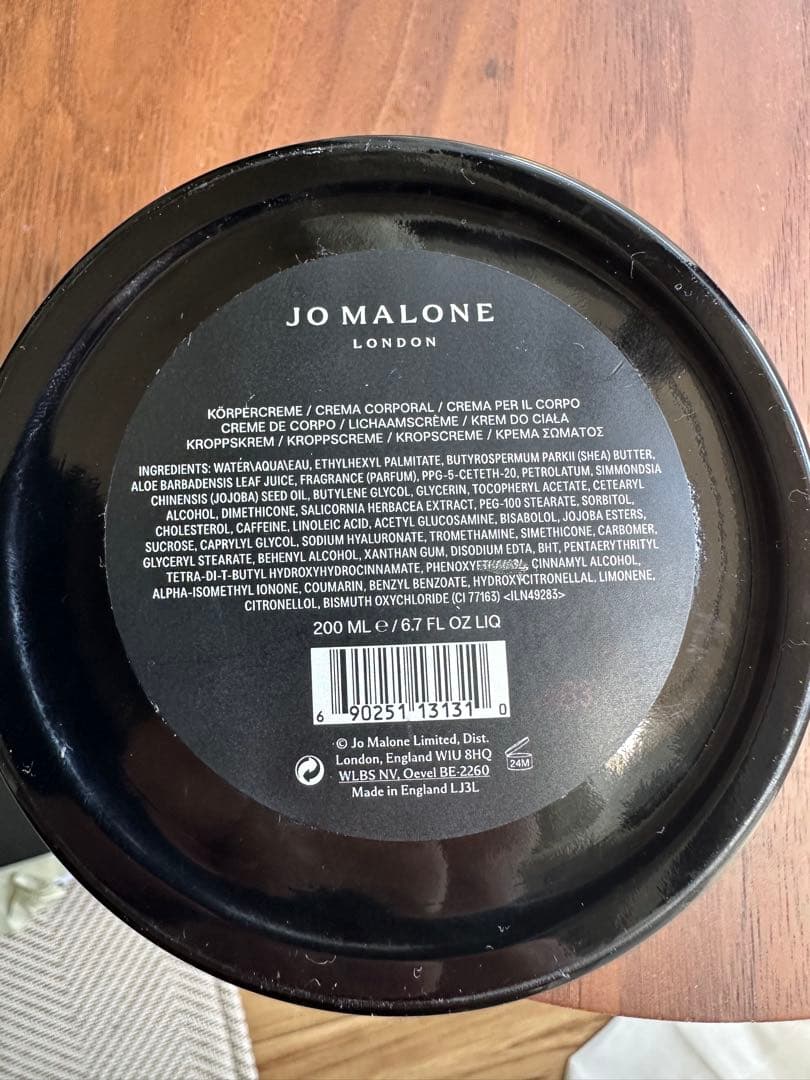 JO MALONE
LONDON
KÖRPERCREME / CREMA CORPORAL / CREMA PER IL CORPO
CREME DE CORPO / LICHAAMSCRÈME / KREM DO CIAŁA
KROPPSKREM / KROPPSCREME / KROPSCREME / ΚΡΕΜΑ ΣΩΜΑΤΟΣ
INGREDIENTS: WATER\AQUA\EAU, ETHYLHEXYL PALMITATE, BUTYROSPERMUM PARKII (SHEA) BUTTER,
ALOE BARBADENSIS LEAF JUICE, FRAGRANCE (PARFUM), PPG-5-CETETH-20, PETROLATUM, SIMMONDSIA
CHINENSIS (JOJOBA) SEED OIL, BUTYLENE GLYCOL, GLYCERIN, TOCOPHERYL ACETATE, CETEARYL
ALCOHOL, DIMETHICONE, SALICORNIA HERBACEA EXTRACT, PEG-100 STEARATE, SORBITOL,
CHOLESTEROL, CAFFEINE, LINOLEIC ACID, ACETYL GLUCOSAMINE, BISABOLOL, JOJOBA ESTERS,
SUCROSE, CAPRYLYL GLYCOL, SODIUM HYALURONATE, TROMETHAMINE, SIMETHICONE, CARBOMER,
GLYCERYL STEARATE, BEHENYL ALCOHOL, XANTHAN GUM, DISODIUM EDTA, BHT, PENTAERYTHRITYL
TETRA-DI-T-BUTYL HYDROXYHYDROCINNAMATE, CINNAMYL ALCOHOL,
ALPHA-ISOMETHYL IONONE, COUMARIN, BENZYL BENZOATE, HYDROXYCITRONELLAL, LIMONENE,
CITRONELLOL, BISMUTH OXYCHLORIDE (CI 77163) <ILN49283>
200 ML ℮ / 6.7 FL OZ LIQ
6 90251 13131 0
© Jo Malone Limited, Dist.
London, England W1U 8HQ
WLBS NV, Oevel BE-2260
Made in England LJ3L
24M